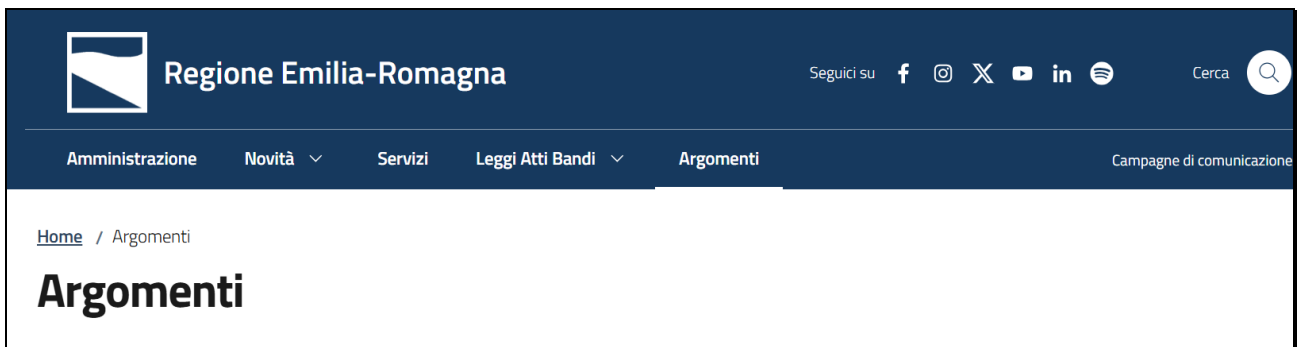 Regione Emilia-Romagna
Seguici su
Cerca
Amministrazione Novità Servizi Leggi Atti Bandi Argomenti Campagne di comunicazione
Home / Argomenti
Argomenti